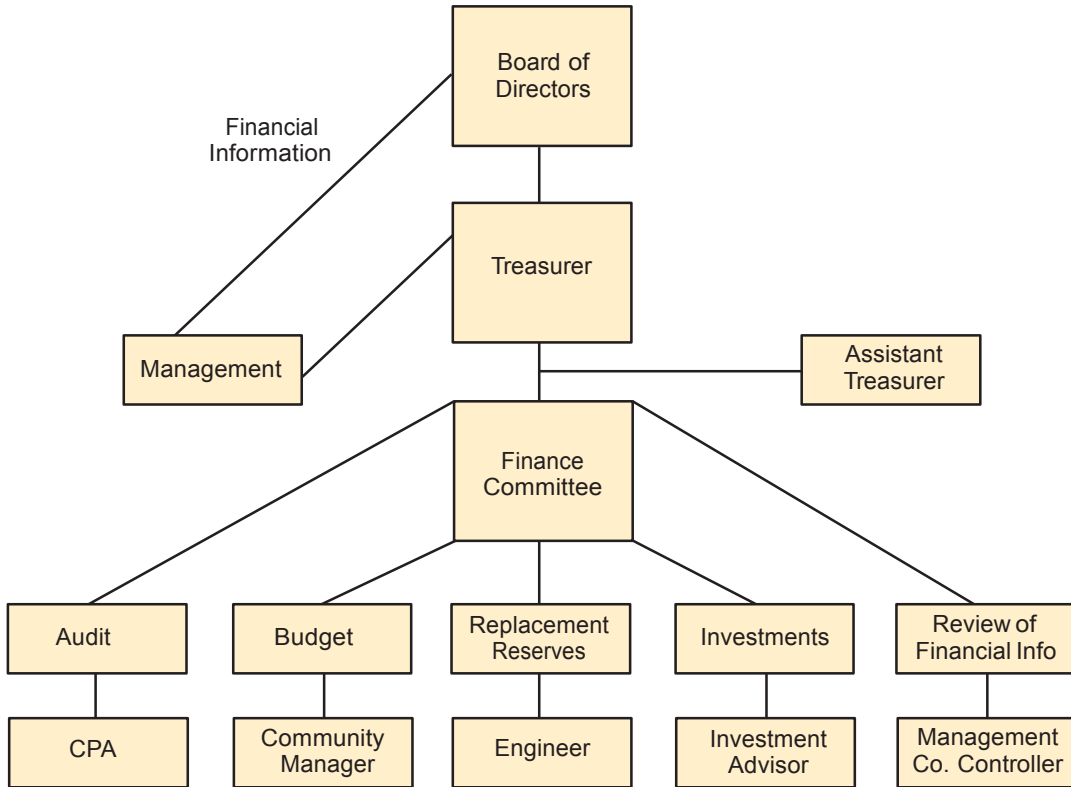 Board of
Directors
Financial
Information
Treasurer
Management
Assistant
Treasurer
Finance
Committee
Audit
Budget
Replacement
Reserves
Investments
Review of
Financial Info
CPA
Community
Manager
Engineer
Investment
Advisor
Management
Co. Controller